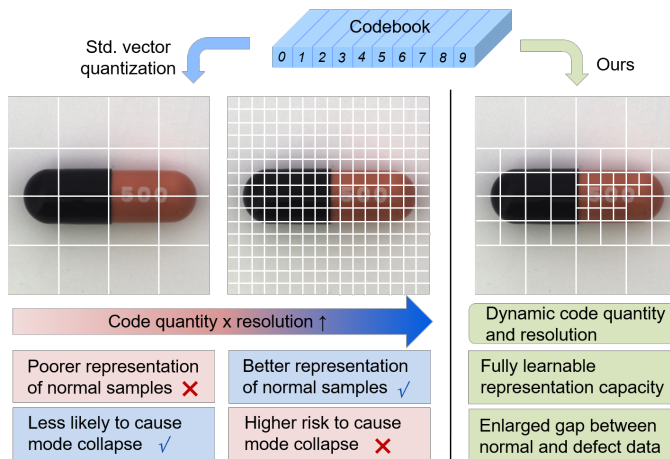 Codebook
0 1 2 3 4 5 6 7 8 9
Std. vector
quantization
Ours
500
500
500
Code quantity x resolution ↑
Dynamic code quantity
and resolution
Poorer representation
of normal samples ✕
Better representation
of normal samples ✓
Fully learnable
representation capacity
Less likely to cause
mode collapse ✓
Higher risk to cause
mode collapse ✕
Enlarged gap between
normal and defect data